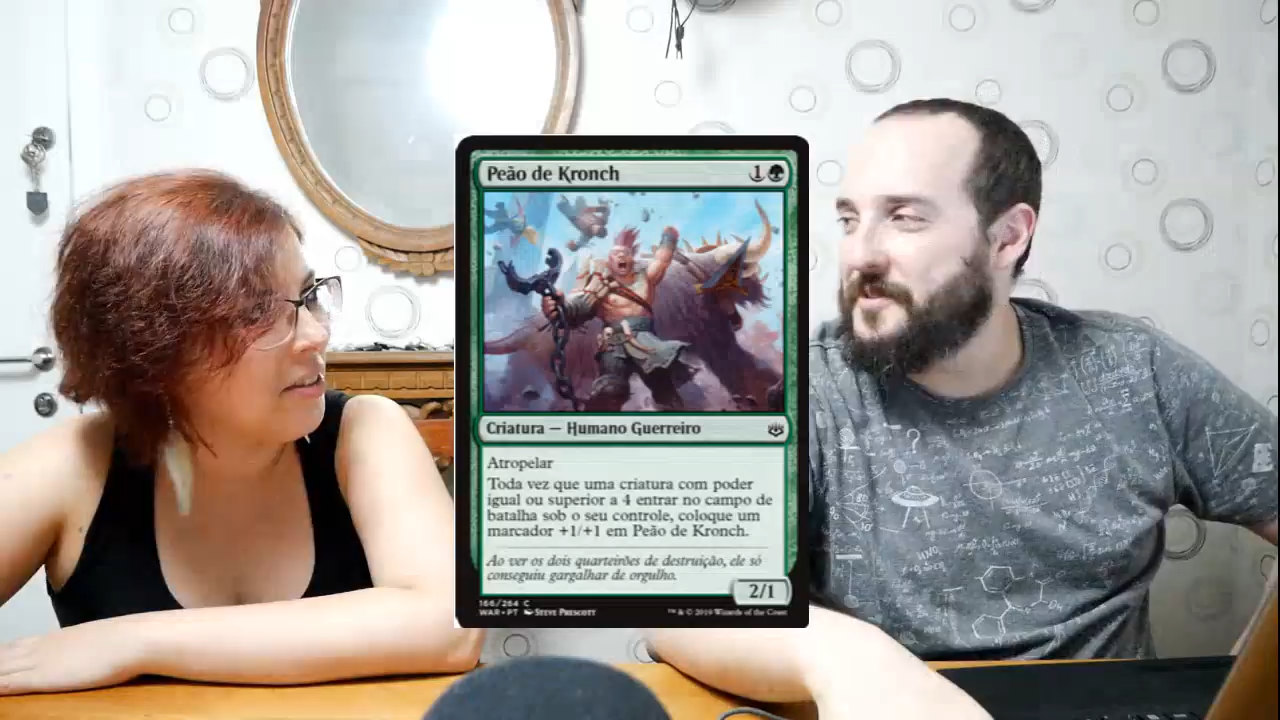 Peão de Kronch 1
Criatura — Humano Guerreiro
Atropelar
Toda vez que uma criatura com poder
igual ou superior a 4 entrar no campo de
batalha sob o seu controle, coloque um
marcador +1/+1 em Peão de Kronch.
Ao ver os dois quarteirões de destruição, ele só
conseguiu gargalhar de orgulho.
2/1
166/264 C
WAR • PT Steve Prescott
™ & © 2019 Wizards of the Coast
?
HNO₃